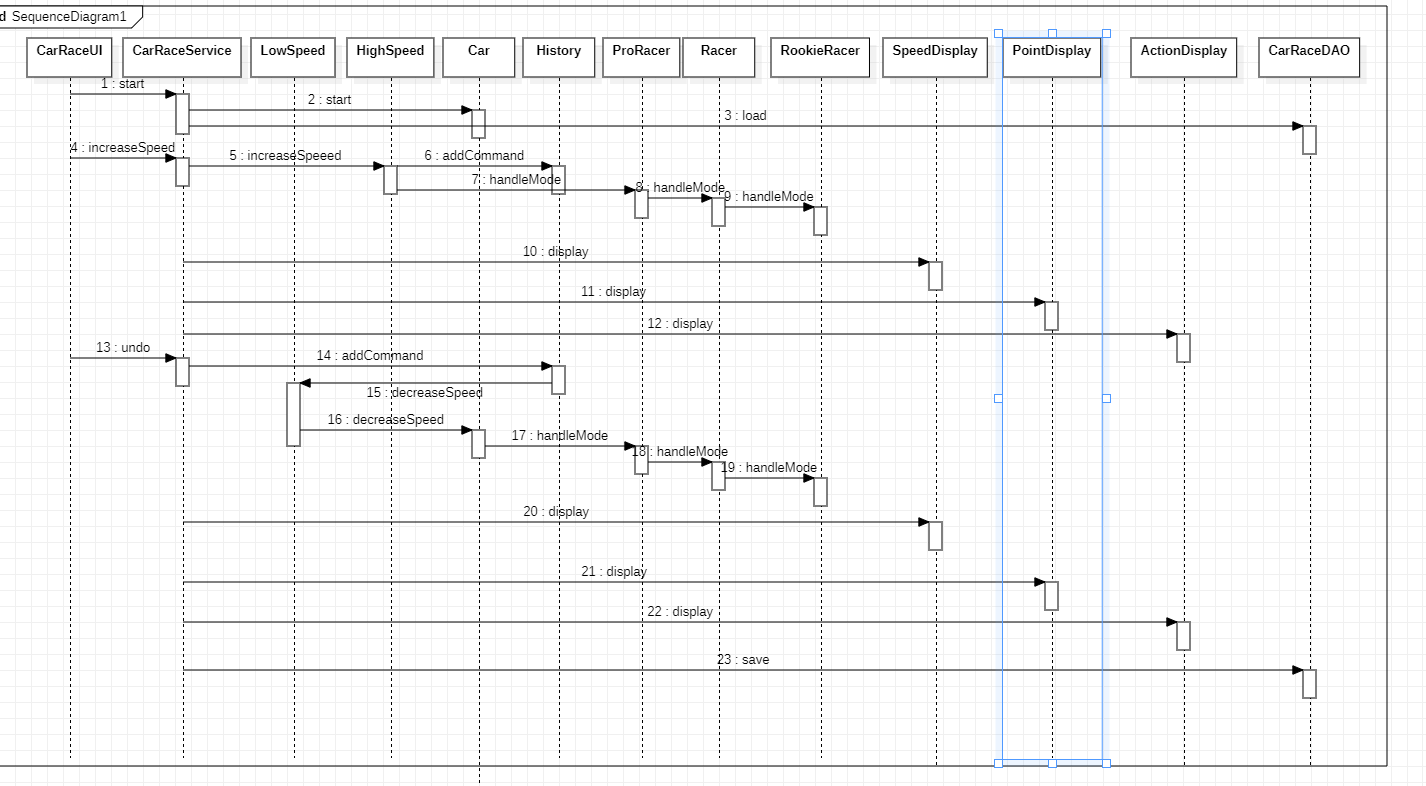 d SequenceDiagram1
CarRaceUI CarRaceService LowSpeed HighSpeed Car History ProRacer Racer RookieRacer SpeedDisplay PointDisplay ActionDisplay CarRaceDAO
1 : start
2 : start
3 : load
4 : increaseSpeed
5 : increaseSpeeed
6 : addCommand
7 : handleMode
8 : handleMode
9 : handleMode
10 : display
11 : display
12 : display
13 : undo
14 : addCommand
15 : decreaseSpeed
16 : decreaseSpeed
17 : handleMode
18 : handleMode
19 : handleMode
20 : display
21 : display
22 : display
23 : save